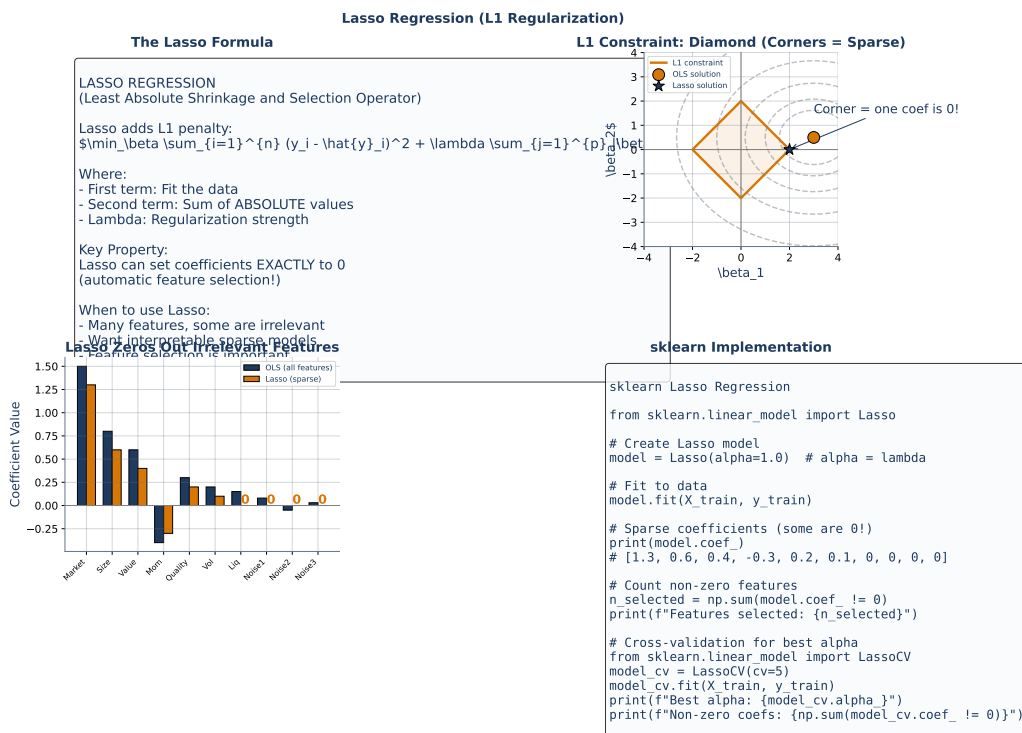 Lasso Regression (L1 Regularization)
The Lasso Formula
LASSO REGRESSION
(Least Absolute Shrinkage and Selection Operator)
Lasso adds L1 penalty:
$\min_\beta \sum_{i=1}^{n} (y_i - \hat{y}_i)^2 + \lambda \sum_{j=1}^{p} |\bet
Where:
- First term: Fit the data
- Second term: Sum of ABSOLUTE values
- Lambda: Regularization strength
Key Property:
Lasso can set coefficients EXACTLY to 0
(automatic feature selection!)
When to use Lasso:
- Many features, some are irrelevant
- Want interpretable sparse models
- Feature selection is important
L1 Constraint: Diamond (Corners = Sparse)
L1 constraint
OLS solution
Lasso solution
Corner = one coef is 0!
\beta_2$
4
3
2
1
0
−1
−2
−3
−4
−4 −2 0 2 4
\beta_1
Lasso Zeros Out Irrelevant Features
OLS (all features)
Lasso (sparse)
Coefficient Value
1.50
1.25
1.00
0.75
0.50
0.25
0.00
−0.25
0 0 0 0
Market Size Value Mom Quality Vol Liq Noise1 Noise2 Noise3
sklearn Implementation
sklearn Lasso Regression
from sklearn.linear_model import Lasso
# Create Lasso model
model = Lasso(alpha=1.0)  # alpha = lambda
# Fit to data
model.fit(X_train, y_train)
# Sparse coefficients (some are 0!)
print(model.coef_)
# [1.3, 0.6, 0.4, -0.3, 0.2, 0.1, 0, 0, 0, 0]
# Count non-zero features
n_selected = np.sum(model.coef_ != 0)
print(f"Features selected: {n_selected}")
# Cross-validation for best alpha
from sklearn.linear_model import LassoCV
model_cv = LassoCV(cv=5)
model_cv.fit(X_train, y_train)
print(f"Best alpha: {model_cv.alpha_}")
print(f"Non-zero coefs: {np.sum(model_cv.coef_ != 0)}")